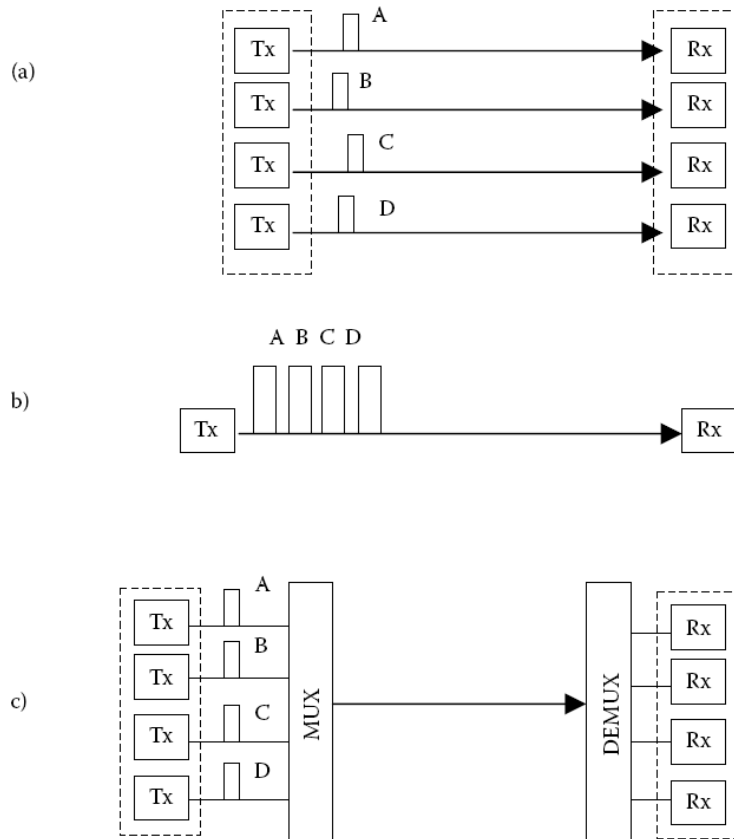 (a)
Tx A Rx
Tx B Rx
Tx C Rx
Tx D Rx
A B C D
b)
Tx Rx
c)
Tx A Rx
Tx B Rx
Tx C Rx
Tx D Rx
MUX
DEMUX